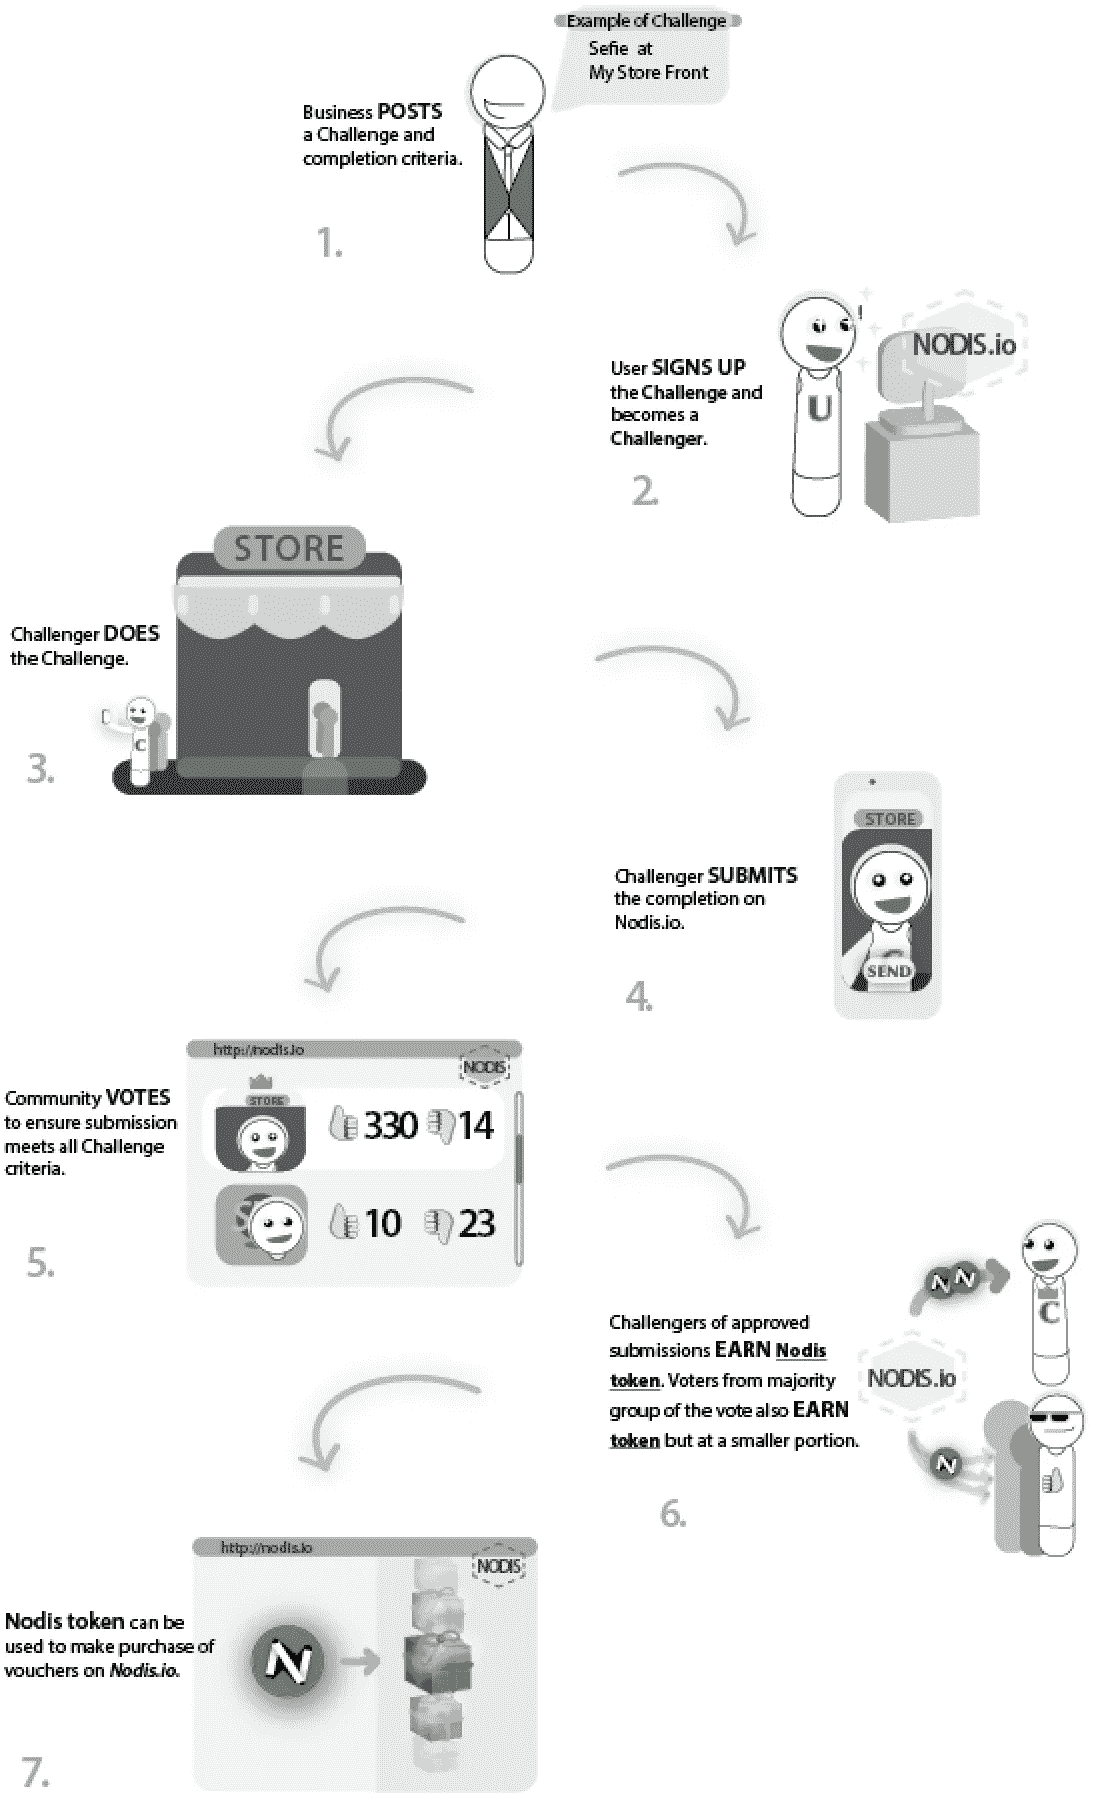 Example of Challenge
Sefie at
My Store Front
Business POSTS
a Challenge and
completion criteria.
1.
NODIS.io
User SIGNS UP
the Challenge and
becomes a
Challenger.
U
2.
STORE
Challenger DOES
the Challenge.
C
3.
STORE
Challenger SUBMITS
the completion on
Nodis.io.
SEND
4.
http://nodis.io
NODIS
Community VOTES
to ensure submission
meets all Challenge
criteria.
STORE
330 14
10 23
5.
N N
C
Challengers of approved
submissions EARN Nodis
token. Voters from majority
group of the vote also EARN
token but at a smaller portion.
NODIS.io
N
6.
http://nodis.io
NODIS
Nodis token can be
used to make purchase of
vouchers on Nodis.io.
N
7.